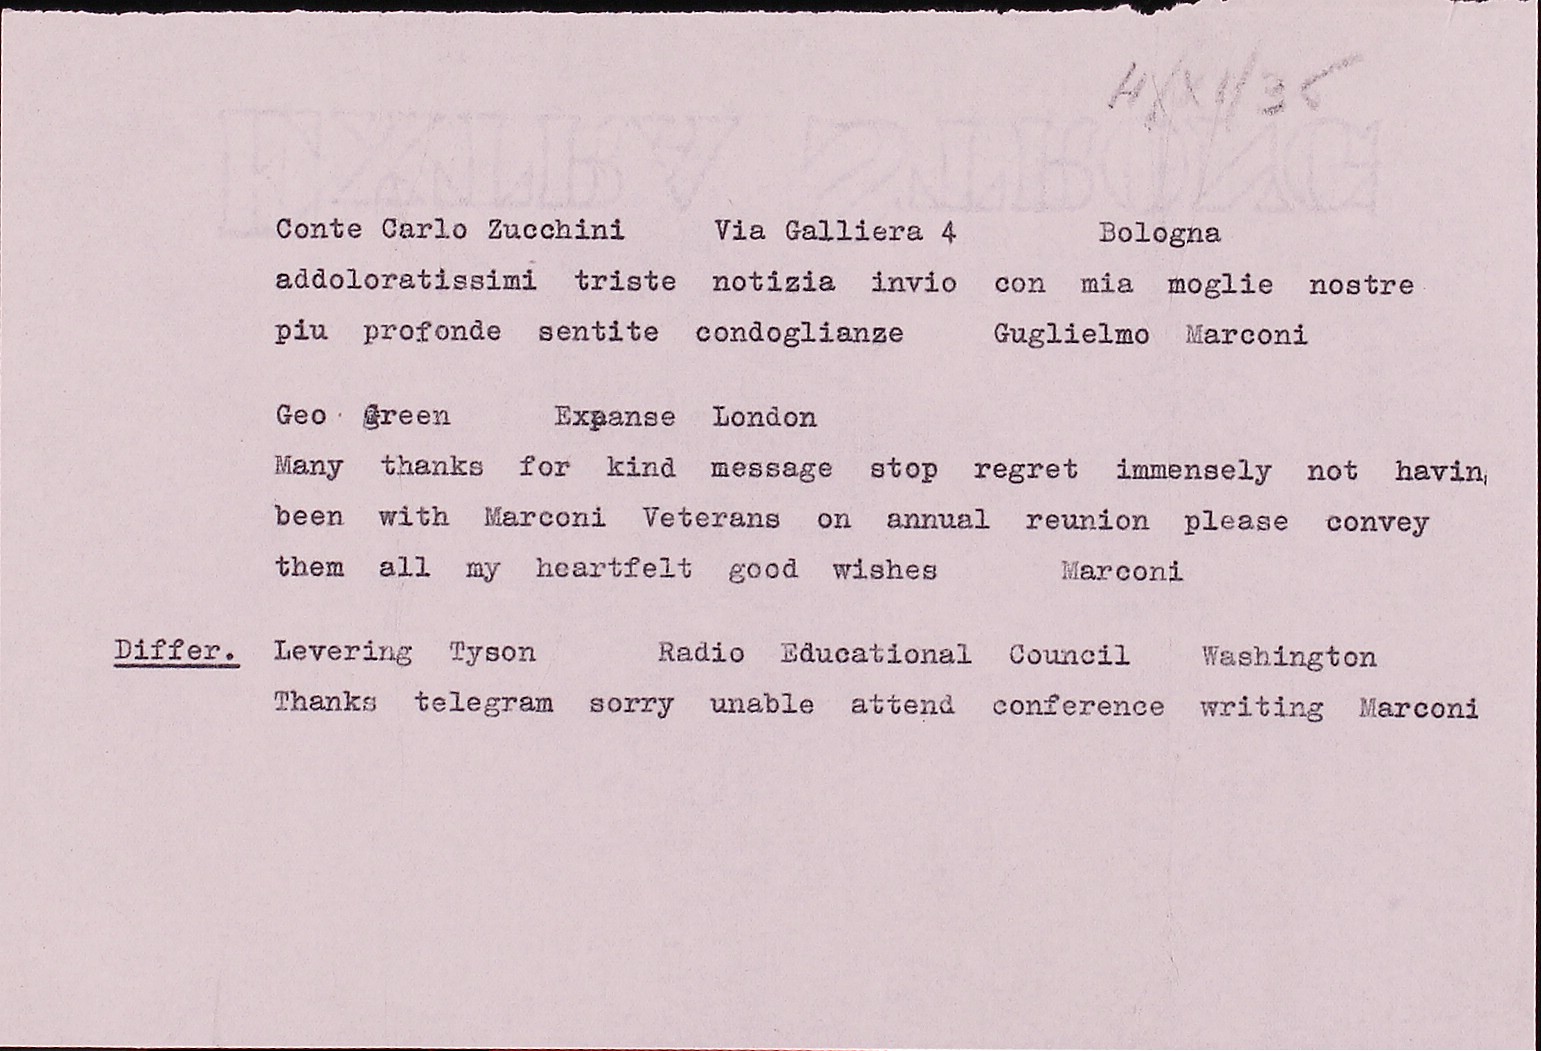 4/XII/35
Conte Carlo Zucchini Via Galliera 4 Bologna
addoloratissimi triste notizia invio con mia moglie nostre
piu profonde sentite condoglianze Guglielmo Marconi
Geo Green Expanse London
Many thanks for kind message stop regret immensely not havin
been with Marconi Veterans on annual reunion please convey
them all my heartfelt good wishes Marconi
Differ. Levering Tyson Radio Educational Council Washington
Thanks telegram sorry unable attend conference writing Marconi